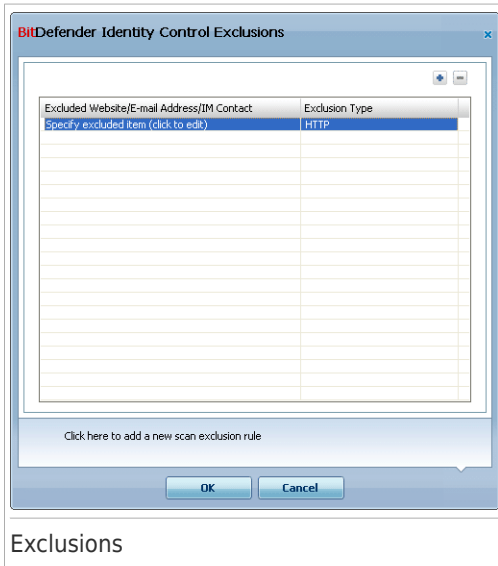 BitDefender Identity Control Exclusions
Excluded Website/E-mail Address/IM Contact Exclusion Type
Specify excluded item (click to edit) HTTP
Click here to add a new scan exclusion rule
OK Cancel
Exclusions